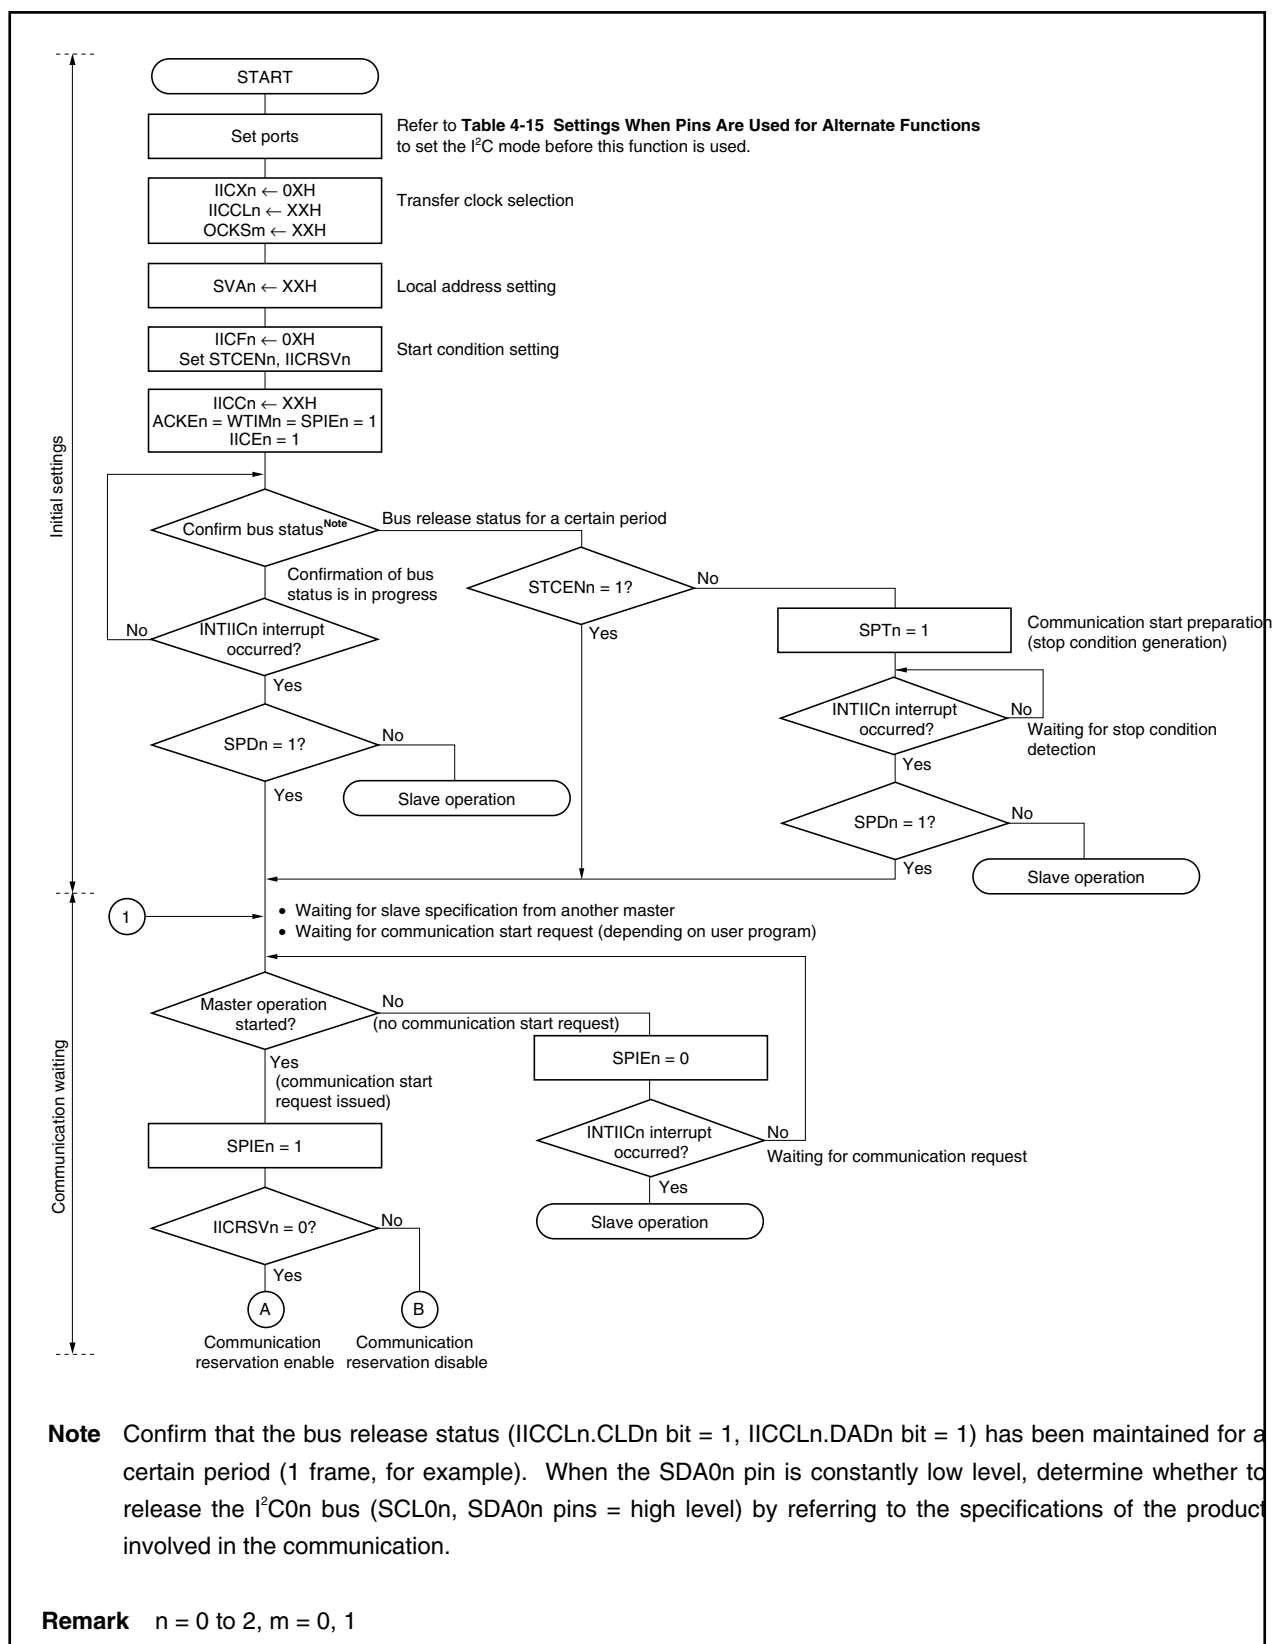 START
Set ports
Refer to Table 4-15 Settings When Pins Are Used for Alternate Functions
to set the I²C mode before this function is used.
IICXn ← 0XH
IICCLn ← XXH
OCKSm ← XXH
Transfer clock selection
SVAn ← XXH
Local address setting
IICFn ← 0XH
Set STCENn, IICRSVn
Start condition setting
IICCn ← XXH
ACKEn = WTIMn = SPIEn = 1
IICEn = 1
Initial settings
Confirm bus statusNote
Bus release status for a certain period
Confirmation of bus
status is in progress
STCENn = 1?
No
Yes
SPTn = 1
Communication start preparation
(stop condition generation)
No
INTIICn interrupt
occurred?
Yes
INTIICn interrupt
occurred?
No
Waiting for stop condition
detection
Yes
SPDn = 1?
No
Slave operation
Yes
SPDn = 1?
No
Slave operation
Yes
1
• Waiting for slave specification from another master
• Waiting for communication start request (depending on user program)
Communication waiting
Master operation
started?
No
(no communication start request)
Yes
(communication start
request issued)
SPIEn = 0
INTIICn interrupt
occurred?
No
Waiting for communication request
Yes
Slave operation
SPIEn = 1
IICRSVn = 0?
No
Yes
A
B
Communication
reservation enable
Communication
reservation disable
Note Confirm that the bus release status (IICCLn.CLDn bit = 1, IICCLn.DADn bit = 1) has been maintained for a
certain period (1 frame, for example). When the SDA0n pin is constantly low level, determine whether to
release the I²C0n bus (SCL0n, SDA0n pins = high level) by referring to the specifications of the product
involved in the communication.
Remark n = 0 to 2, m = 0, 1